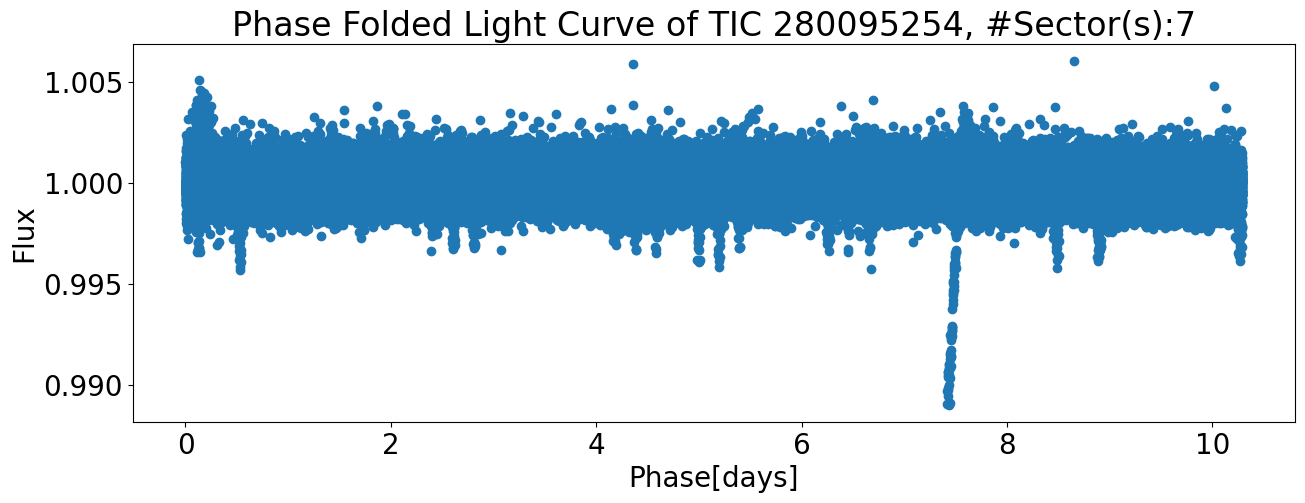 Phase Folded Light Curve of TIC 280095254, #Sector(s):7
1.005
1.000
0.995
0.990
Flux
0 2 4 6 8 10
Phase[days]